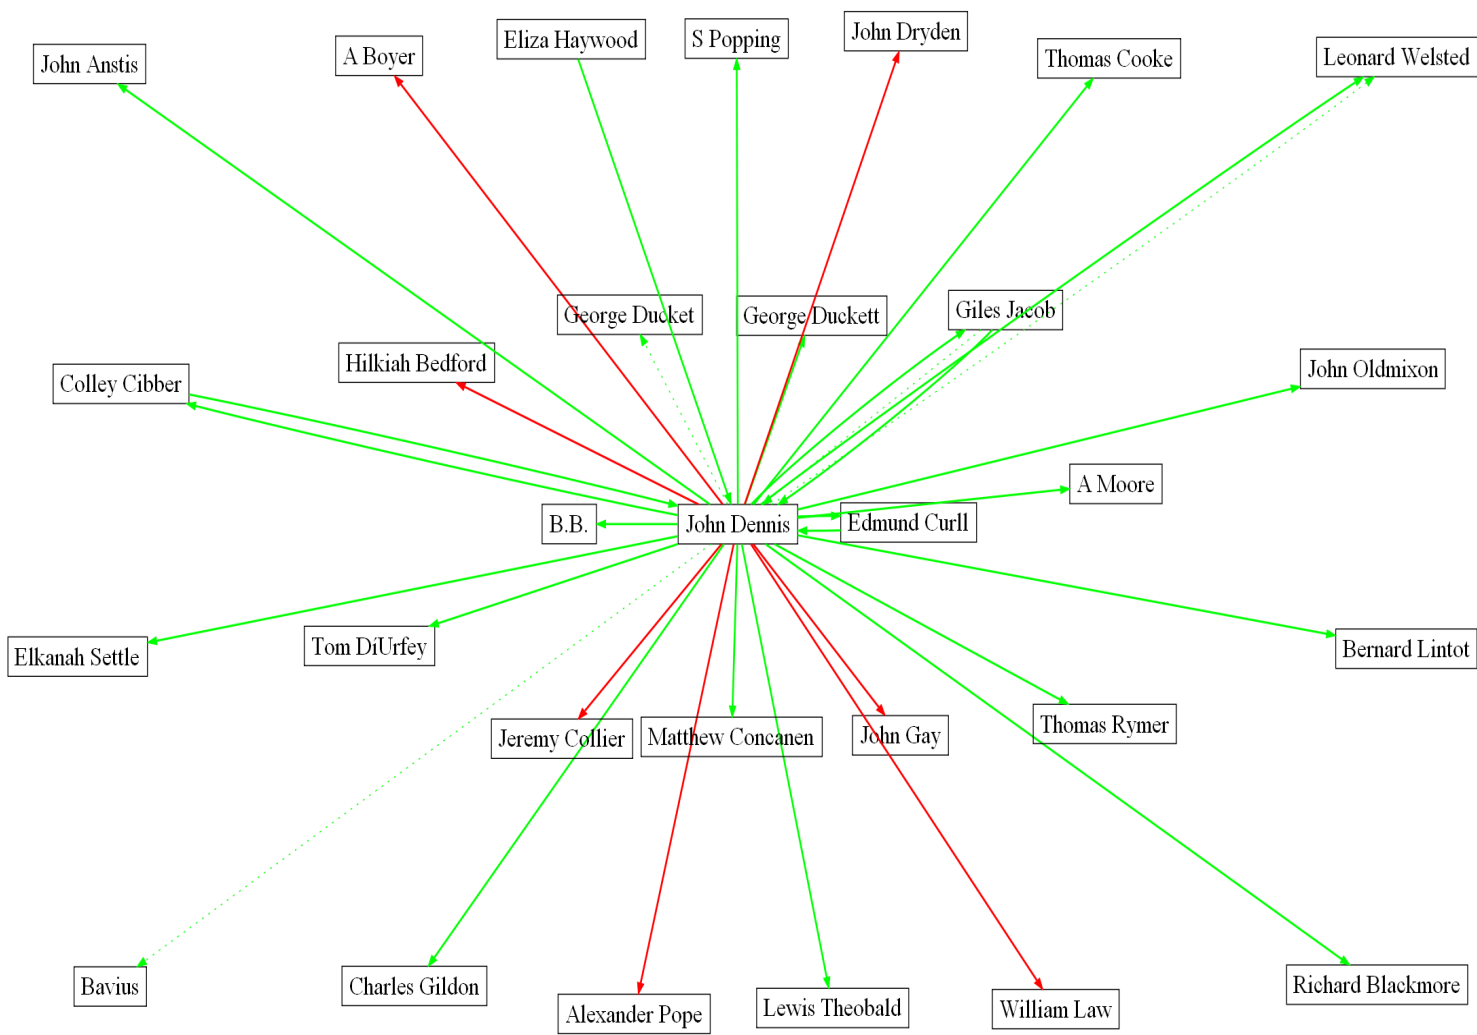 John Anstis
A Boyer
Eliza Haywood
S Popping
John Dryden
Thomas Cooke
Leonard Welsted
George Ducket
George Duckett
Giles Jacob
Colley Cibber
Hilkiah Bedford
John Oldmixon
B.B.
John Dennis
Edmund Curll
A Moore
Elkanah Settle
Tom DíUrfey
Bernard Lintot
Jeremy Collier
Matthew Concanen
John Gay
Thomas Rymer
Bavius
Charles Gildon
Alexander Pope
Lewis Theobald
William Law
Richard Blackmore